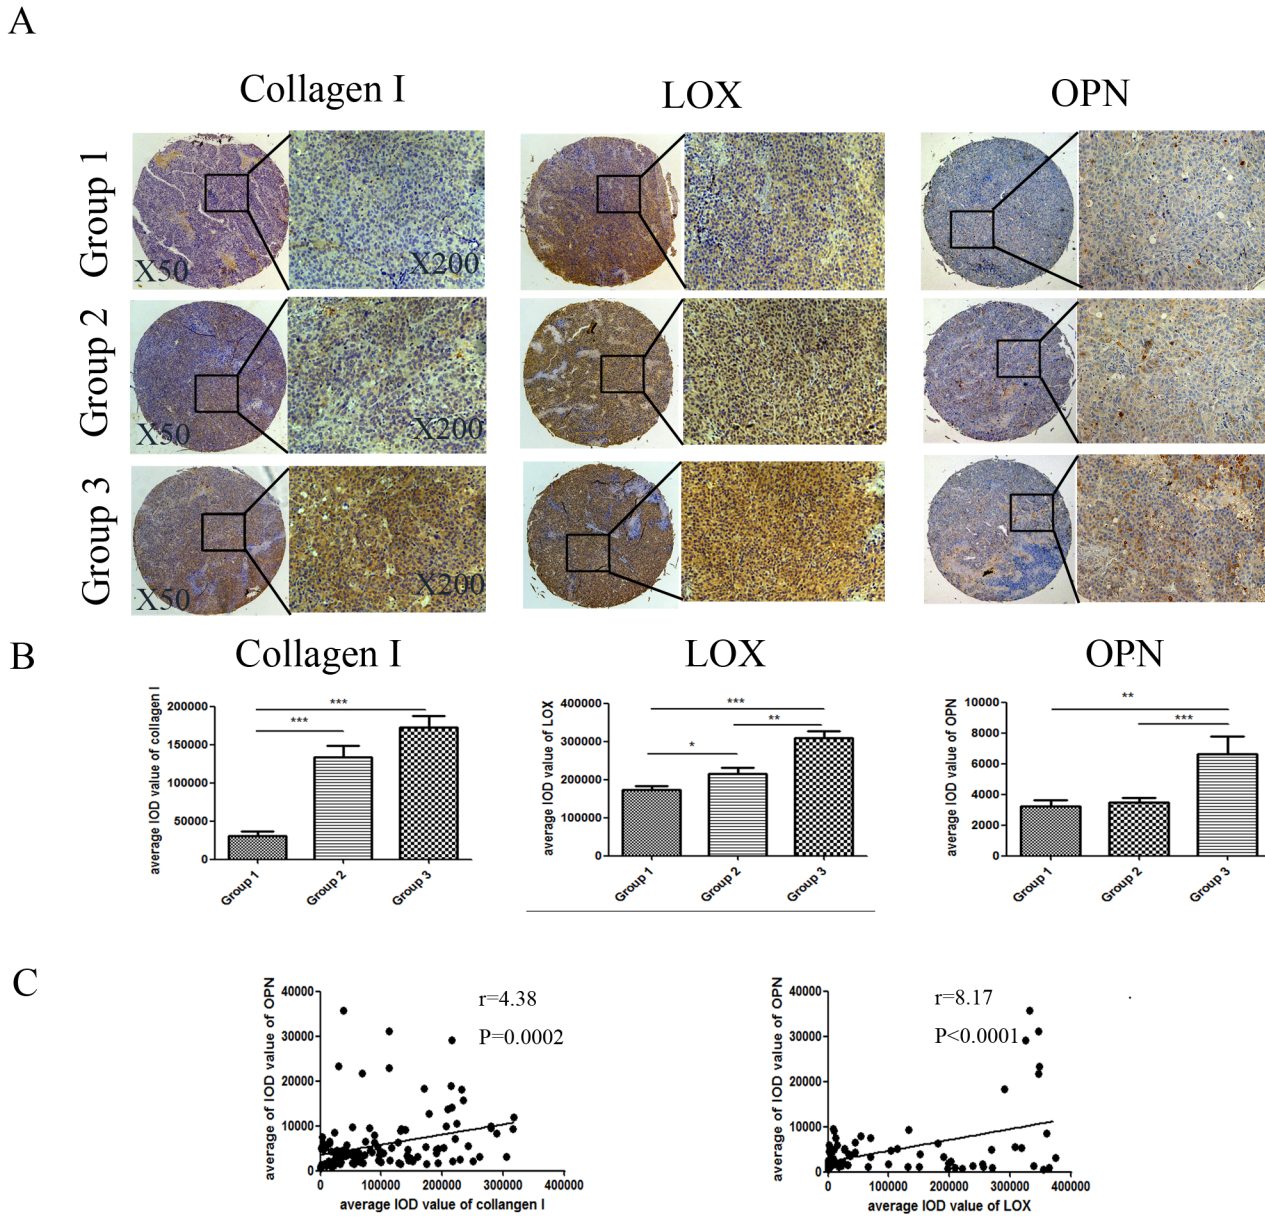 A
Collagen I LOX OPN
Group 1
X50 X200
Group 2
X50 X200
Group 3
X50 X200
B
Collagen I LOX OPN
average IOD value of collagen I
200000
150000
100000
50000
0
*** ***
Group 1 Group 2 Group 3
average IOD value of LOX
400000
300000
200000
100000
0
*** ** *
Group 1 Group 2 Group 3
average IOD value of OPN
10000
8000
6000
4000
2000
0
** ***
Group 1 Group 2 Group 3
C
average of IOD value of OPN
40000
30000
20000
10000
0
r=4.38
P=0.0002
0 100000 200000 300000 400000
average IOD value of collangen I
average of IOD value of OPN
40000
30000
20000
10000
0
r=8.17
P<0.0001
0 100000 200000 300000 400000
average IOD value of LOX